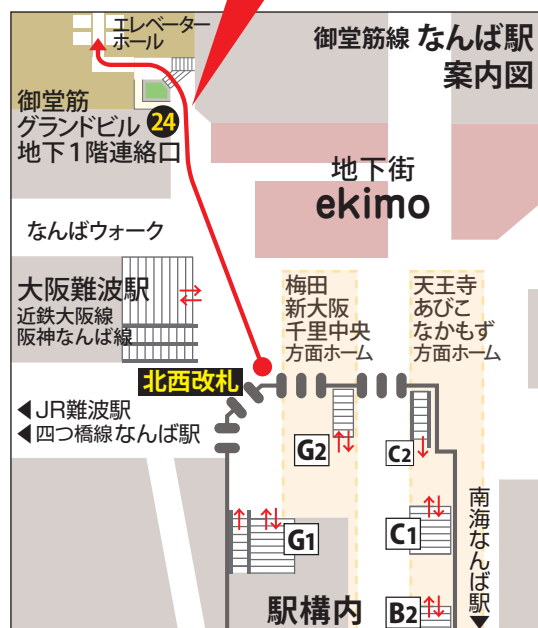 エレベーター
ホール
御堂筋線 なんば駅
案内図
御堂筋
グランドビル 24
地下1階連絡口
地下街
ekimo
なんばウォーク
大阪難波駅
近鉄大阪線
阪神なんば線
梅田
新大阪
千里中央
方面ホーム
天王寺
あびこ
なかもず
方面ホーム
北西改札
◀JR難波駅
◀四つ橋線なんば駅
G2
C2
G1
C1
南海なんば駅▶
駅構内
B2